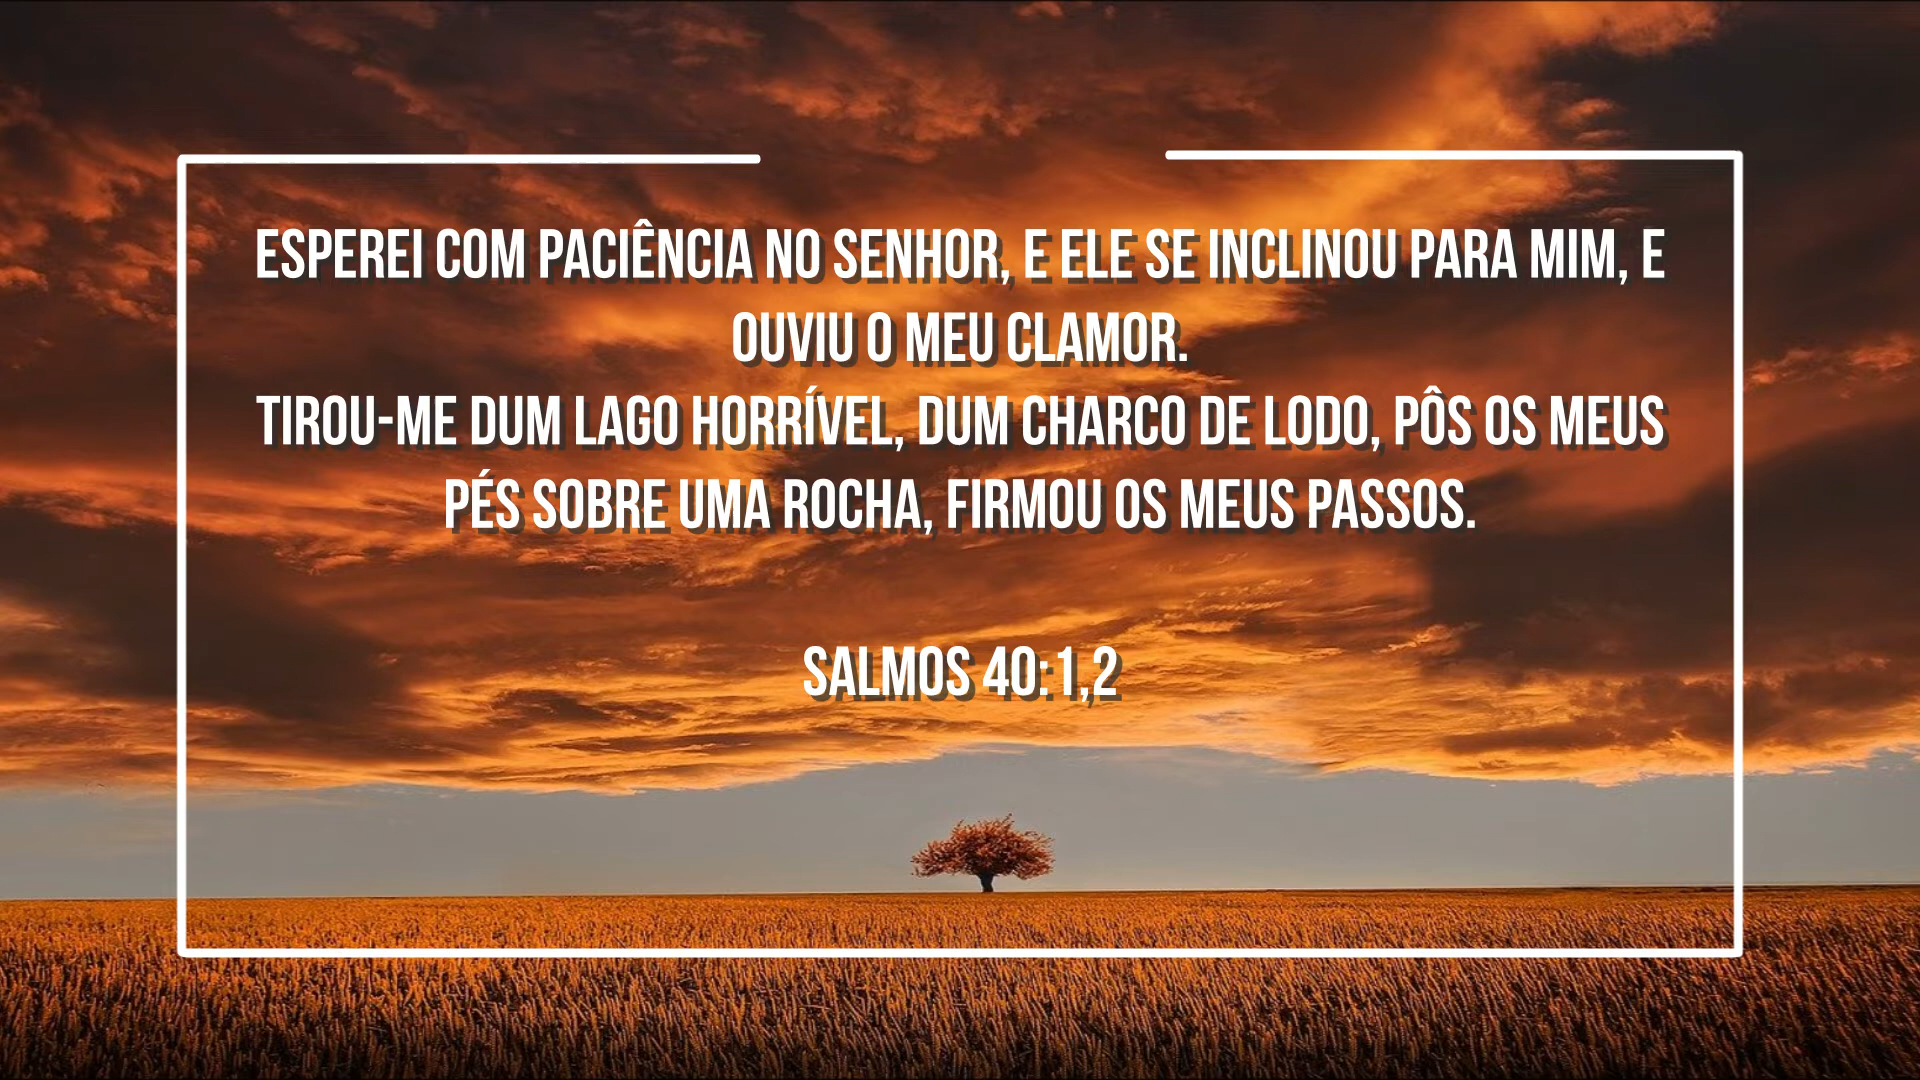 ESPEREI COM PACIÊNCIA NO SENHOR, E ELE SE INCLINOU PARA MIM, E
OUVIU O MEU CLAMOR.
TIROU-ME DUM LAGO HORRÍVEL, DUM CHARCO DE LODO, PÔS OS MEUS
PÉS SOBRE UMA ROCHA, FIRMOU OS MEUS PASSOS.
SALMOS 40:1,2